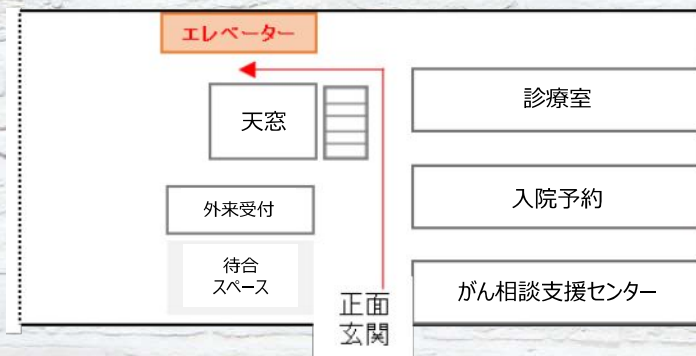 エレベーター
天窓
診療室
外来受付
入院予約
待合
スペース
がん相談支援センター
正面
玄関